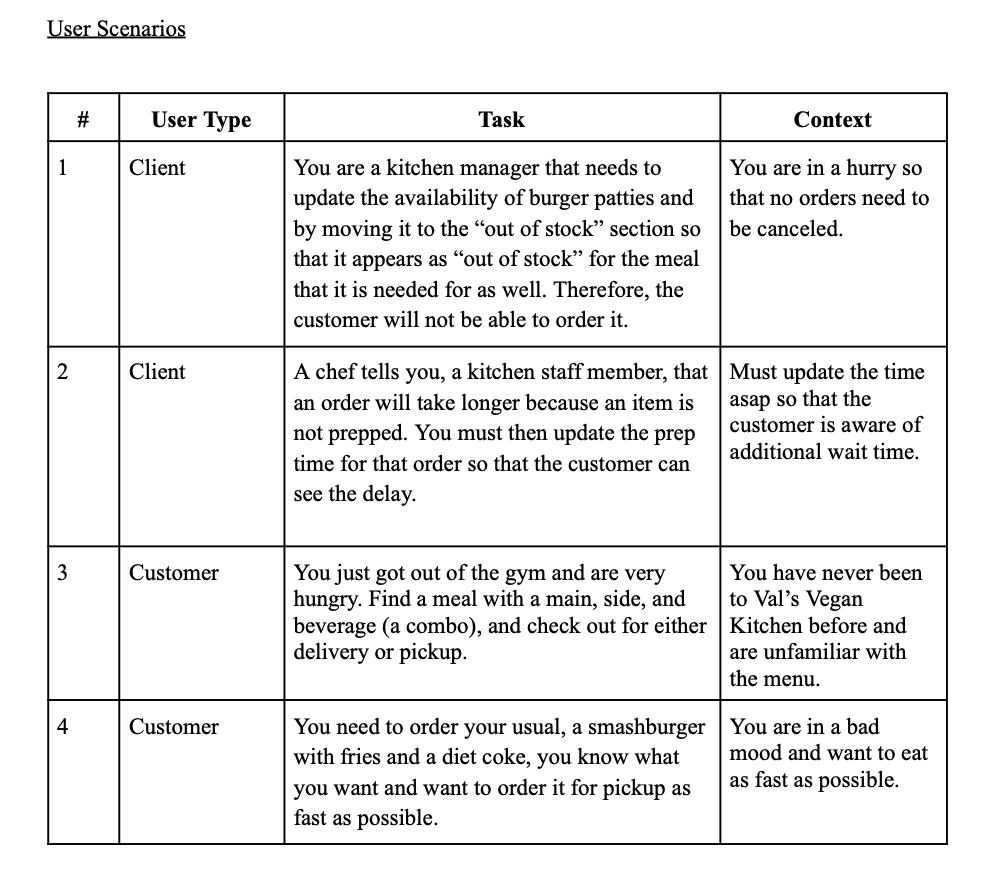 User Scenarios
# User Type Task Context
1 Client You are a kitchen manager that needs to You are in a hurry so
update the availability of burger patties and that no orders need to
by moving it to the “out of stock” section so be canceled.
that it appears as “out of stock” for the meal
that it is needed for as well. Therefore, the
customer will not be able to order it.
2 Client A chef tells you, a kitchen staff member, that Must update the time
an order will take longer because an item is asap so that the
not prepped. You must then update the prep customer is aware of
time for that order so that the customer can additional wait time.
see the delay.
3 Customer You just got out of the gym and are very You have never been
hungry. Find a meal with a main, side, and to Val’s Vegan
beverage (a combo), and check out for either Kitchen before and
delivery or pickup. are unfamiliar with
the menu.
4 Customer You need to order your usual, a smashburger You are in a bad
with fries and a diet coke, you know what mood and want to eat
you want and want to order it for pickup as as fast as possible.
fast as possible.